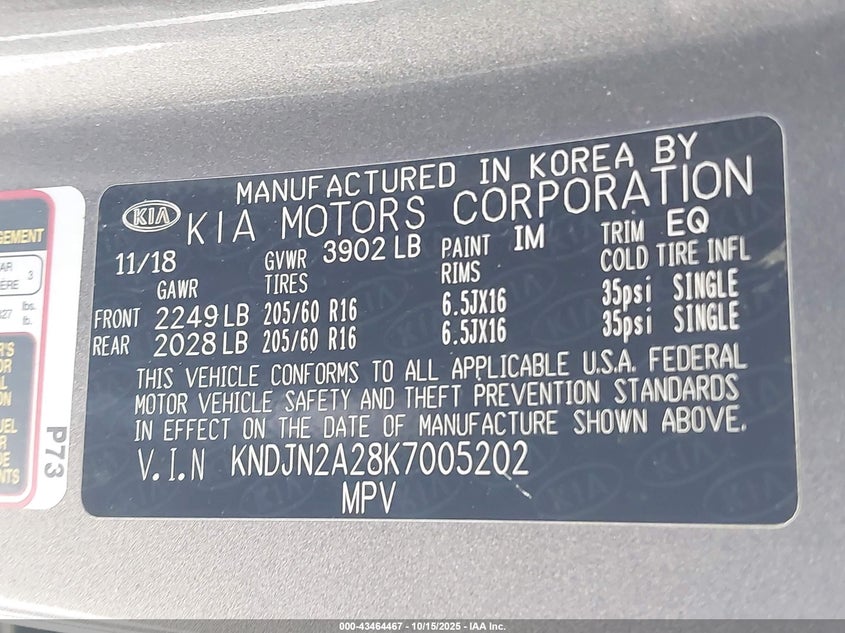 MANUFACTURED IN KOREA BY
KIA KIA MOTORS CORPORATION
11/18 GVWR 3902 LB PAINT IM TRIM EQ
GAWR TIRES RIMS COLD TIRE INFL
FRONT 2249 LB 205/60 R16 6.5JX16 35psi SINGLE
REAR 2028 LB 205/60 R16 6.5JX16 35psi SINGLE
THIS VEHICLE CONFORMS TO ALL APPLICABLE U.S.A. FEDERAL
MOTOR VEHICLE SAFETY AND THEFT PREVENTION STANDARDS
IN EFFECT ON THE DATE OF MANUFACTURE SHOWN ABOVE.
V.I.N KNDJN2A28K7005202
MPV
3
lbs.
lb.
P73
000-43464467 - 10/15/2025 - IAA Inc.